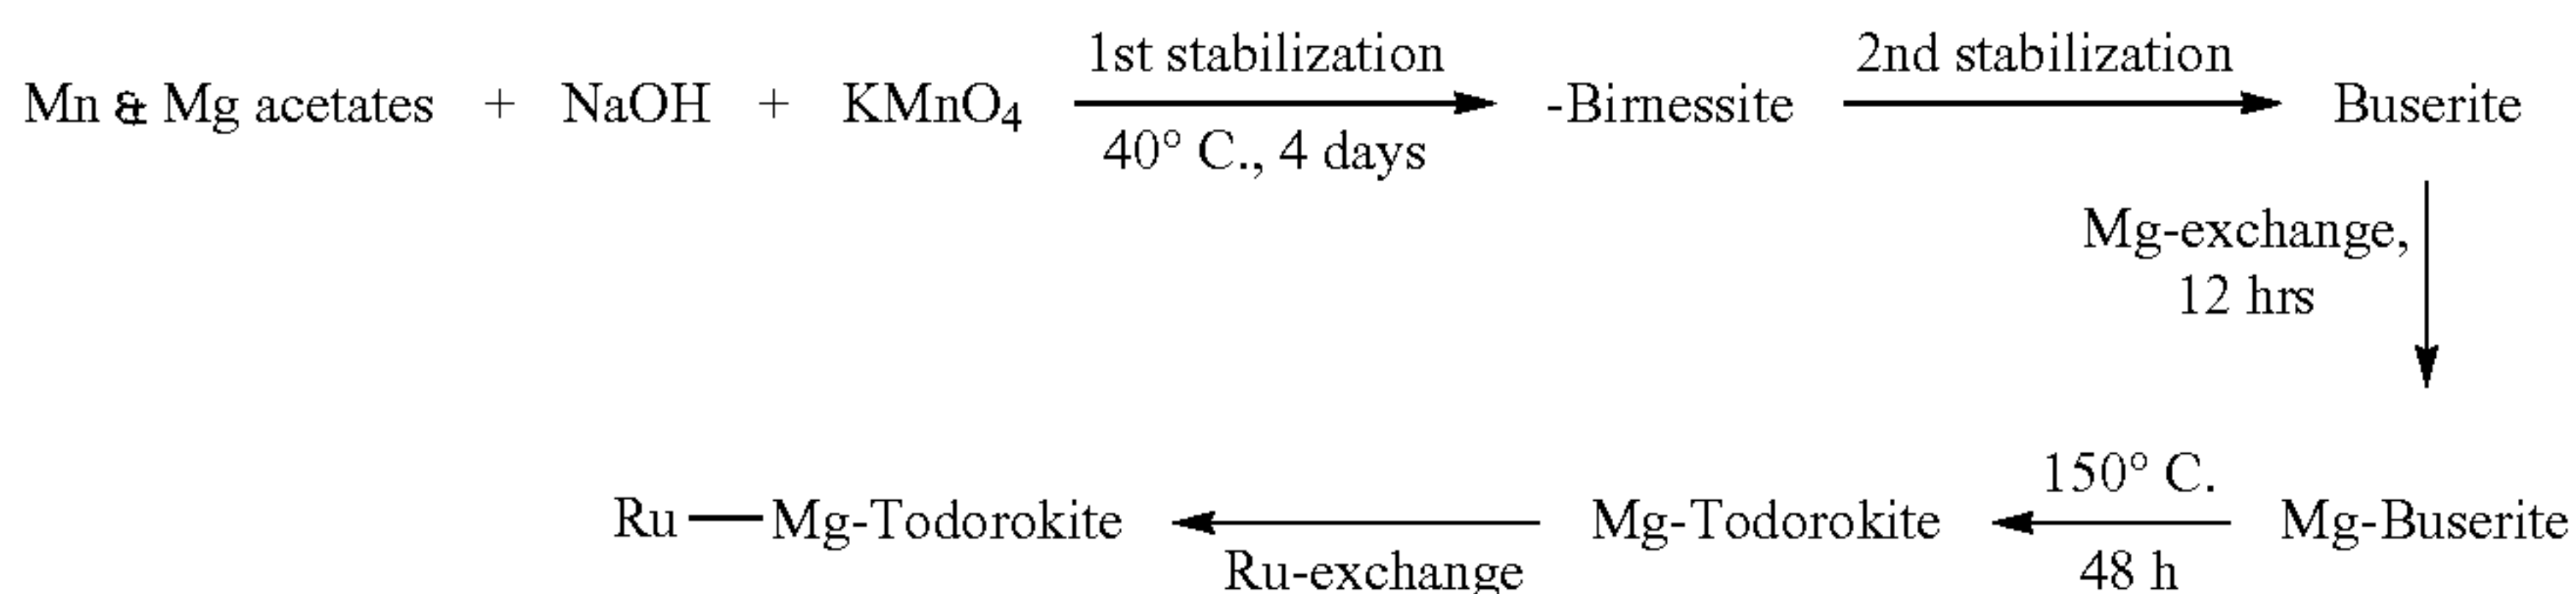 1st stabilization 2nd stabilization
Mn & Mg acetates + NaOH + KMnO₄ -Birnessite Buserite
40° C., 4 days
Mg-exchange,
12 hrs
150° C.
Ru—Mg-Todorokite Mg-Todorokite Mg-Buserite
Ru-exchange 48 h